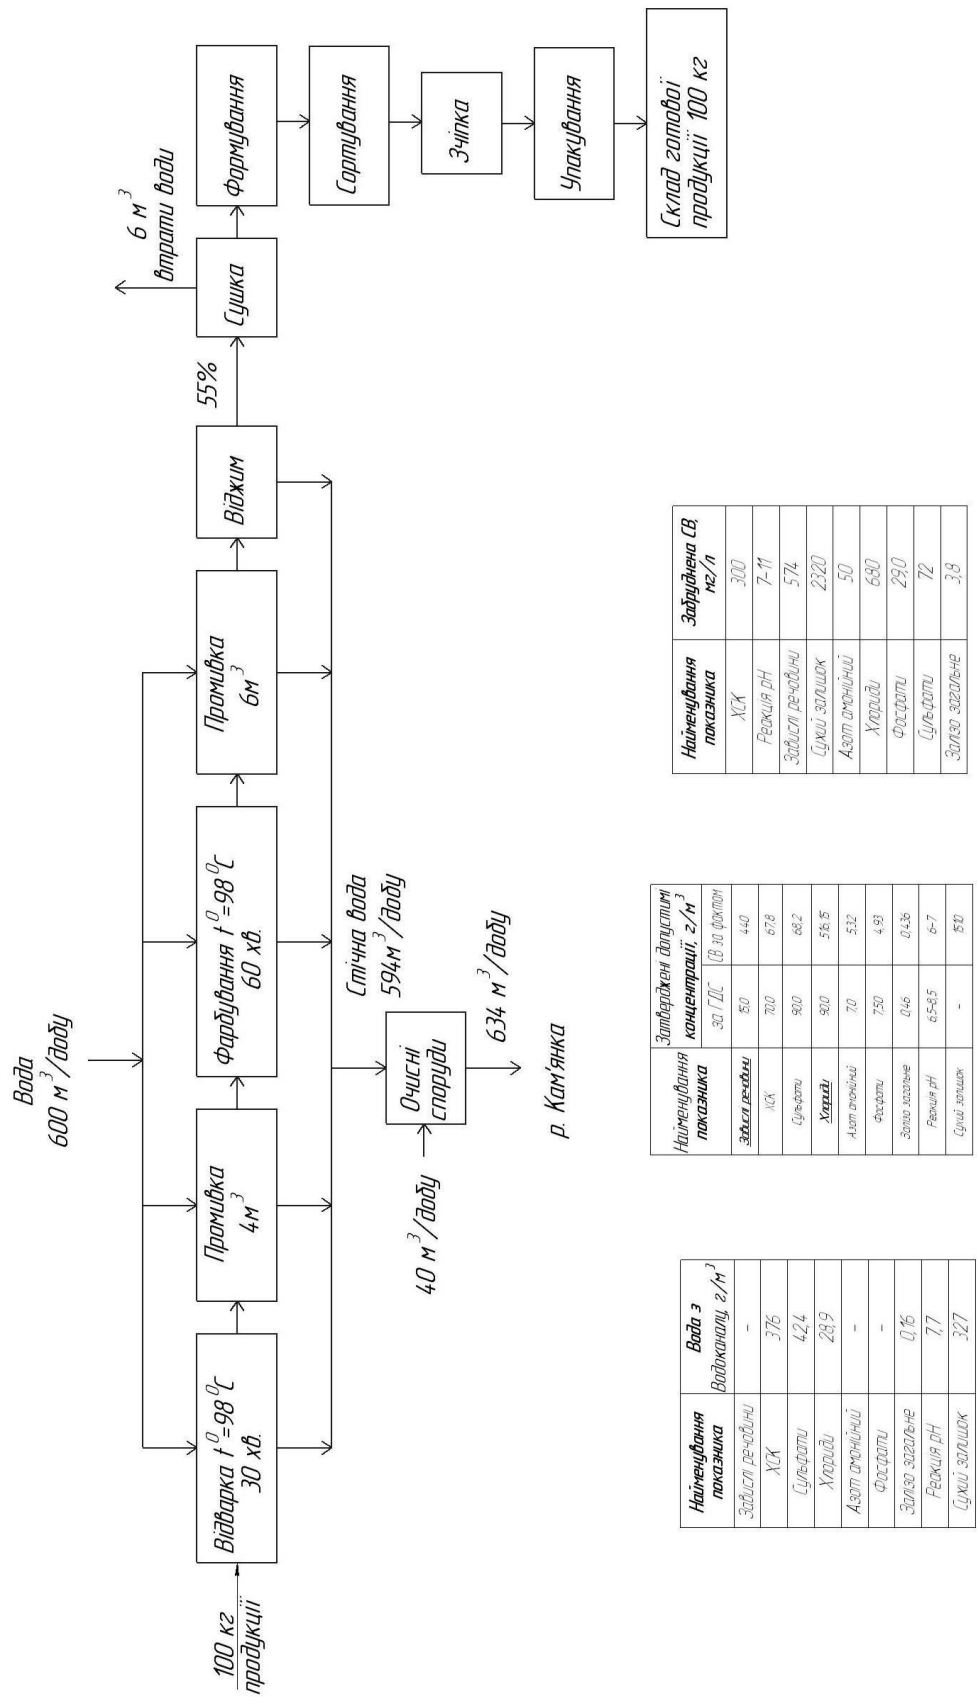 Вода
600 м³/добу
100 кг
продукції
Відварка t⁰=98⁰С
30 хв.
Промивка
4м³
Фарбування t⁰=98⁰С
60 хв.
Промивка
6м³
Віджим
55%
Сушка
6 м³
втрати води
Формування
Сортування
Зчіпка
Упакування
Склад готової
продукції 100 кг
Стічна вода
594м³/добу
40 м³/добу
Очисні
споруди
634 м³/добу
р. Кам'янка
Найменування показника Вода з Водоканалу, г/м³
Завислі речовини -
ХСК 376
Сульфати 42,4
Хлориди 28,9
Азот амонійний -
Фосфати -
Залізо загальне 0,16
Реакція рН 7,7
Сухий залишок 327
Найменування показника Затверджені допустимі концентрації, г/м³
за ГДС СВ за фактом
Завислі речовини 15,0 44,0
ХСК 70,0 67,8
Сульфати 90,0 68,2
Хлориди 90,0 516,15
Азот амонійний 7,0 5,32
Фосфати 7,50 4,93
Залізо загальне 0,46 0,436
Реакція рН 6,5-8,5 6-7
Сухий залишок - 1510
Найменування показника Забруднена СВ, мг/л
ХСК 300
Реакція рН 7-11
Завислі речовини 574
Сухий залишок 2320
Азот амонійний 50
Хлориди 680
Фосфати 29,0
Сульфати 72
Залізо загальне 3,8